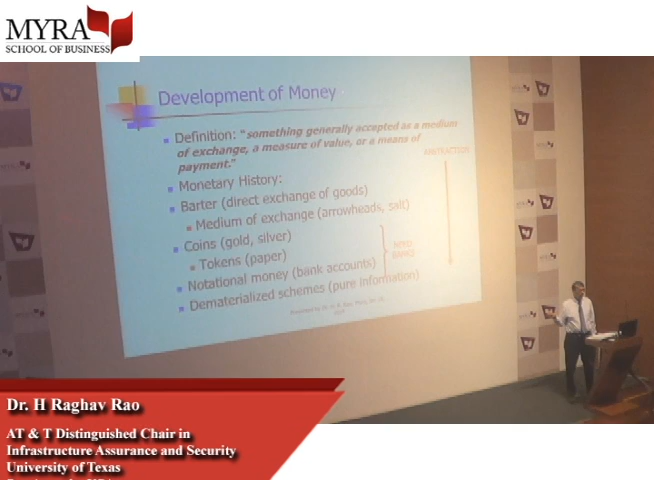 MYRA
SCHOOL OF BUSINESS
Development of Money
Definition: "something generally accepted as a medium
of exchange, a measure of value, or a means of
payment."
ABSTRACTION
Monetary History:
Barter (direct exchange of goods)
Medium of exchange (arrowheads, salt)
Coins (gold, silver)
Tokens (paper)
NEED
BANKS
Notational money (bank accounts)
Dematerialized schemes (pure information)
Dr. H Raghav Rao
AT & T Distinguished Chair in
Infrastructure Assurance and Security
University of Texas